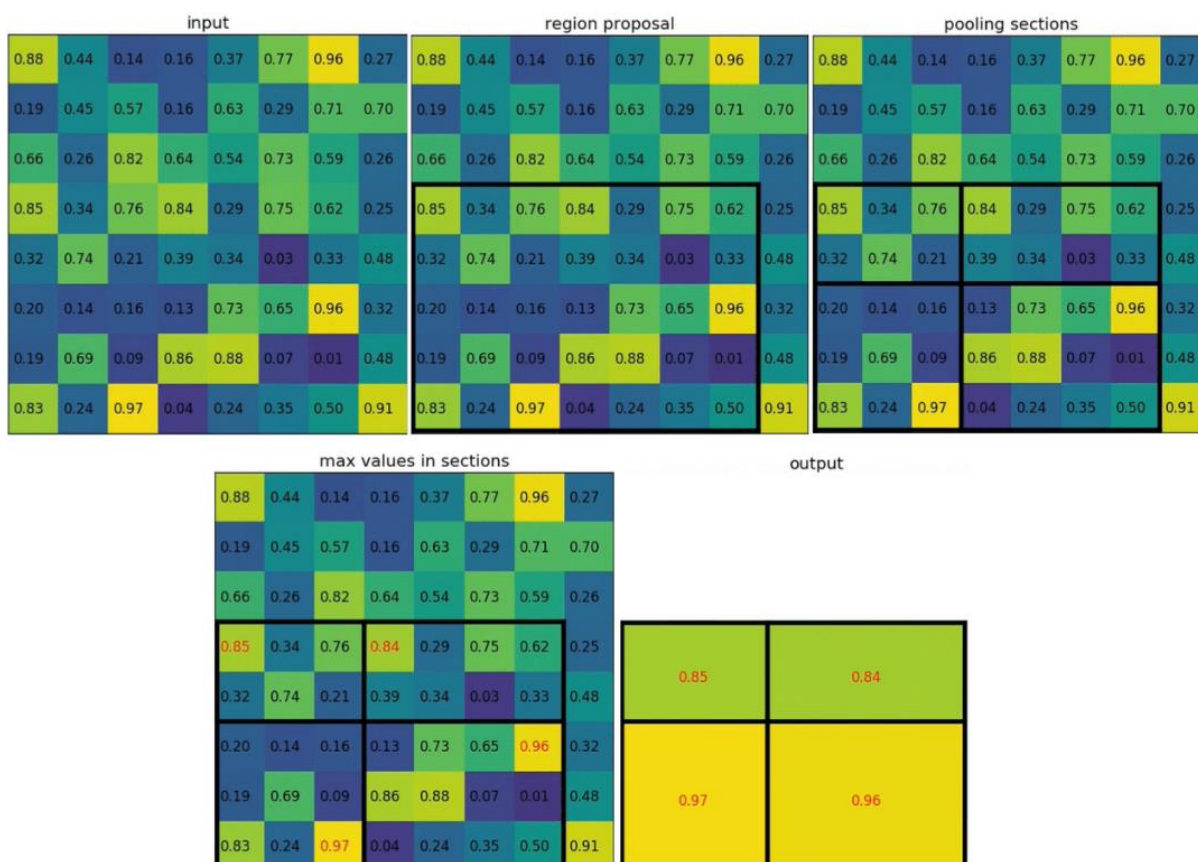 input
0.88 0.44 0.14 0.16 0.37 0.77 0.96 0.27
0.19 0.45 0.57 0.16 0.63 0.29 0.71 0.70
0.66 0.26 0.82 0.64 0.54 0.73 0.59 0.26
0.85 0.34 0.76 0.84 0.29 0.75 0.62 0.25
0.32 0.74 0.21 0.39 0.34 0.03 0.33 0.48
0.20 0.14 0.16 0.13 0.73 0.65 0.96 0.32
0.19 0.69 0.09 0.86 0.88 0.07 0.01 0.48
0.83 0.24 0.97 0.04 0.24 0.35 0.50 0.91
region proposal
0.88 0.44 0.14 0.16 0.37 0.77 0.96 0.27
0.19 0.45 0.57 0.16 0.63 0.29 0.71 0.70
0.66 0.26 0.82 0.64 0.54 0.73 0.59 0.26
0.85 0.34 0.76 0.84 0.29 0.75 0.62 0.25
0.32 0.74 0.21 0.39 0.34 0.03 0.33 0.48
0.20 0.14 0.16 0.13 0.73 0.65 0.96 0.32
0.19 0.69 0.09 0.86 0.88 0.07 0.01 0.48
0.83 0.24 0.97 0.04 0.24 0.35 0.50 0.91
pooling sections
0.88 0.44 0.14 0.16 0.37 0.77 0.96 0.27
0.19 0.45 0.57 0.16 0.63 0.29 0.71 0.70
0.66 0.26 0.82 0.64 0.54 0.73 0.59 0.26
0.85 0.34 0.76 0.84 0.29 0.75 0.62 0.25
0.32 0.74 0.21 0.39 0.34 0.03 0.33 0.48
0.20 0.14 0.16 0.13 0.73 0.65 0.96 0.32
0.19 0.69 0.09 0.86 0.88 0.07 0.01 0.48
0.83 0.24 0.97 0.04 0.24 0.35 0.50 0.91
max values in sections
0.88 0.44 0.14 0.16 0.37 0.77 0.96 0.27
0.19 0.45 0.57 0.16 0.63 0.29 0.71 0.70
0.66 0.26 0.82 0.64 0.54 0.73 0.59 0.26
0.85 0.34 0.76 0.84 0.29 0.75 0.62 0.25
0.32 0.74 0.21 0.39 0.34 0.03 0.33 0.48
0.20 0.14 0.16 0.13 0.73 0.65 0.96 0.32
0.19 0.69 0.09 0.86 0.88 0.07 0.01 0.48
0.83 0.24 0.97 0.04 0.24 0.35 0.50 0.91
output
0.85 0.84
0.97 0.96